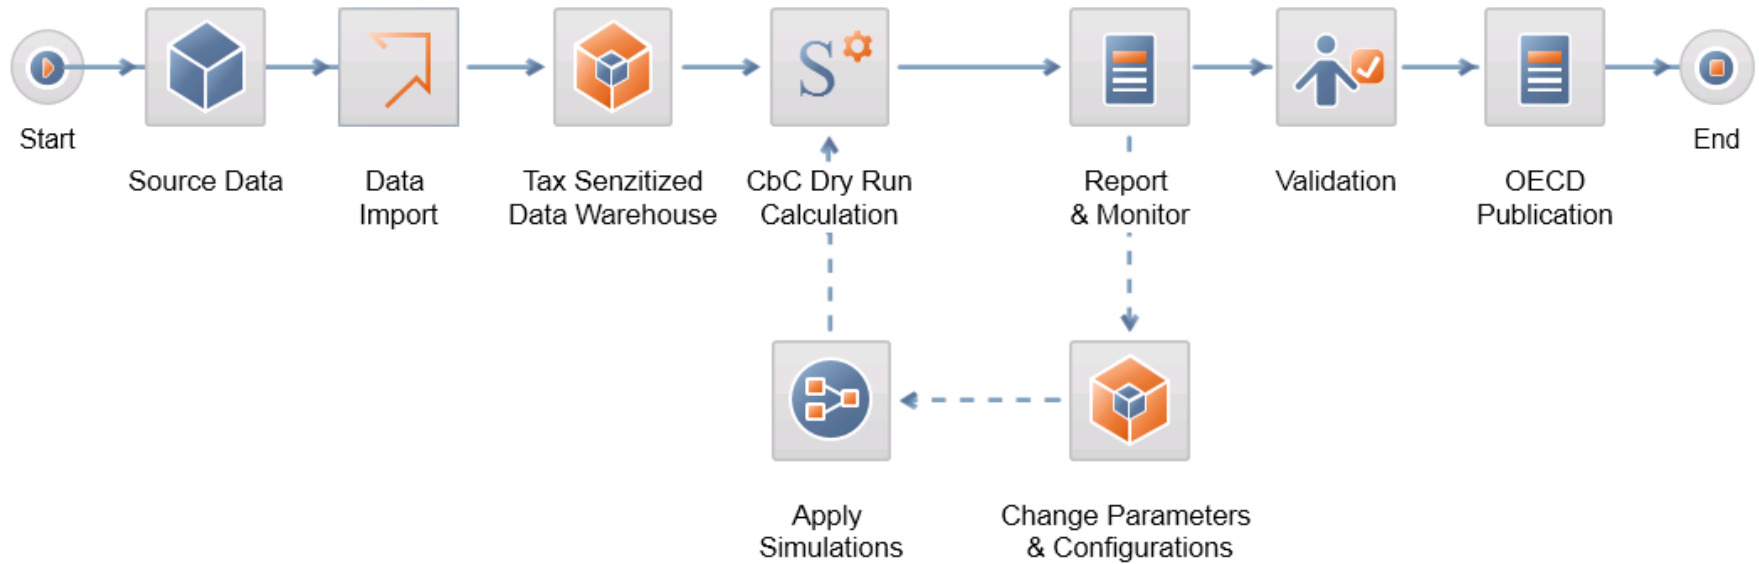 Start
Source Data
Data
Import
Tax Senzitized
Data Warehouse
CbC Dry Run
Calculation
Report
& Monitor
Validation
OECD
Publication
End
Apply
Simulations
Change Parameters
& Configurations